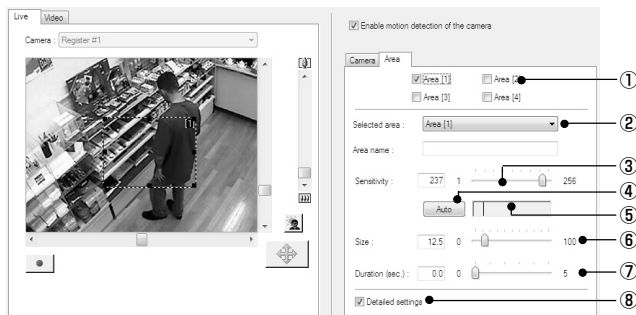 Live Video
Camera : Register #1
[1]
Enable motion detection of the camera
Camera Area
Area [1] Area [2] ①
Area [3] Area [4]
Selected area : Area [1] ②
Area name :
③
Sensitivity : 237 1 256
④
Auto ⑤
Size : 12.5 0 100 ⑥
Duration (sec.) : 0.0 0 5 ⑦
Detailed settings ⑧